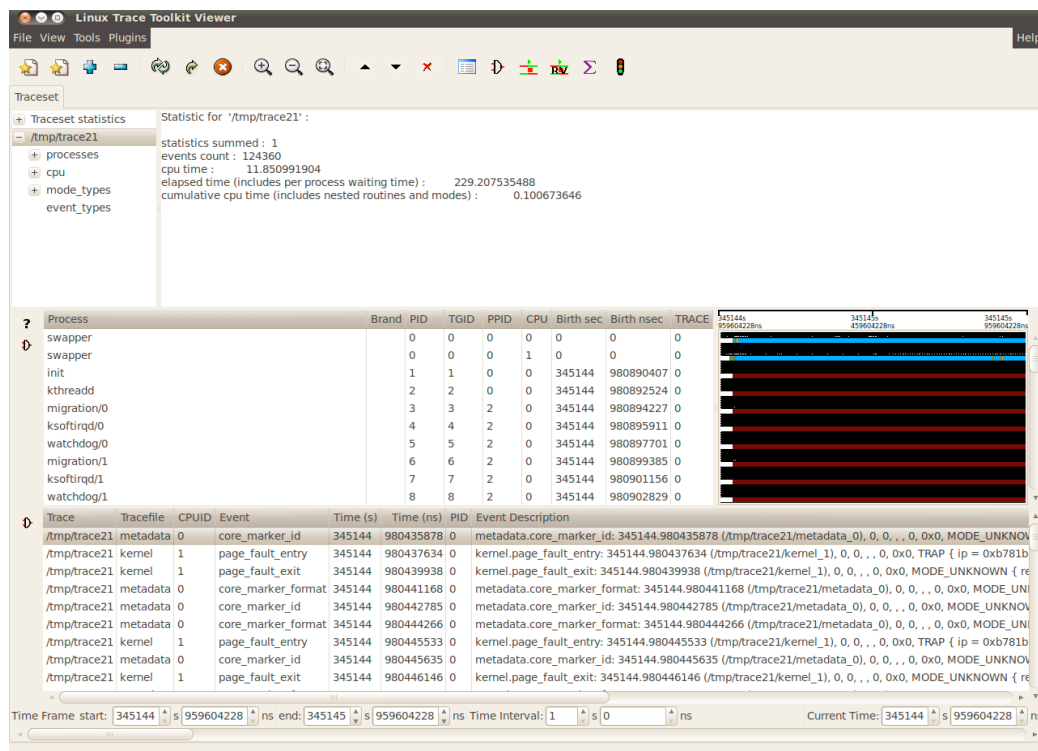 Linux Trace Toolkit Viewer
File View Tools Plugins Help
RV Σ
Traceset
Traceset statistics
/tmp/trace21
processes
cpu
mode_types
event_types
Statistic for '/tmp/trace21' :
statistics summed : 1
events count : 124360
cpu time : 11.850991904
elapsed time (includes per process waiting time) : 229.207535488
cumulative cpu time (includes nested routines and modes) : 0.100673646
? Process Brand PID TGID PPID CPU Birth sec Birth nsec TRACE
swapper 0 0 0 0 0 0 0
swapper 0 0 0 1 0 0 0
init 1 1 0 0 345144 980890407 0
kthreadd 2 2 0 0 345144 980892524 0
migration/0 3 3 2 0 345144 980894227 0
ksoftirqd/0 4 4 2 0 345144 980895911 0
watchdog/0 5 5 2 0 345144 980897701 0
migration/1 6 6 2 0 345144 980899385 0
ksoftirqd/1 7 7 2 0 345144 980901156 0
watchdog/1 8 8 2 0 345144 980902829 0
345144s 345145s 345145s
959604228ns 459604228ns 959604228ns
Trace Tracefile CPUID Event Time (s) Time (ns) PID Event Description
/tmp/trace21 metadata 0 core_marker_id 345144 980435878 0 metadata.core_marker_id: 345144.980435878 (/tmp/trace21/metadata_0), 0, 0, , , 0, 0x0, MODE_UNKNOW
/tmp/trace21 kernel 1 page_fault_entry 345144 980437634 0 kernel.page_fault_entry: 345144.980437634 (/tmp/trace21/kernel_1), 0, 0, , , 0, 0x0, TRAP { ip = 0xb781b
/tmp/trace21 kernel 1 page_fault_exit 345144 980439938 0 kernel.page_fault_exit: 345144.980439938 (/tmp/trace21/kernel_1), 0, 0, , , 0, 0x0, MODE_UNKNOWN { re
/tmp/trace21 metadata 0 core_marker_format 345144 980441168 0 metadata.core_marker_format: 345144.980441168 (/tmp/trace21/metadata_0), 0, 0, , , 0, 0x0, MODE_UNI
/tmp/trace21 metadata 0 core_marker_id 345144 980442785 0 metadata.core_marker_id: 345144.980442785 (/tmp/trace21/metadata_0), 0, 0, , , 0, 0x0, MODE_UNKNOW
/tmp/trace21 metadata 0 core_marker_format 345144 980444266 0 metadata.core_marker_format: 345144.980444266 (/tmp/trace21/metadata_0), 0, 0, , , 0, 0x0, MODE_UNI
/tmp/trace21 kernel 1 page_fault_entry 345144 980445533 0 kernel.page_fault_entry: 345144.980445533 (/tmp/trace21/kernel_1), 0, 0, , , 0, 0x0, TRAP { ip = 0xb781b
/tmp/trace21 metadata 0 core_marker_id 345144 980445635 0 metadata.core_marker_id: 345144.980445635 (/tmp/trace21/metadata_0), 0, 0, , , 0, 0x0, MODE_UNKNOW
/tmp/trace21 kernel 1 page_fault_exit 345144 980446146 0 kernel.page_fault_exit: 345144.980446146 (/tmp/trace21/kernel_1), 0, 0, , , 0, 0x0, MODE_UNKNOWN { re
Time Frame start: 345144 s 959604228 ns end: 345145 s 959604228 ns Time Interval: 1 s 0 ns Current Time: 345144 s 959604228 n